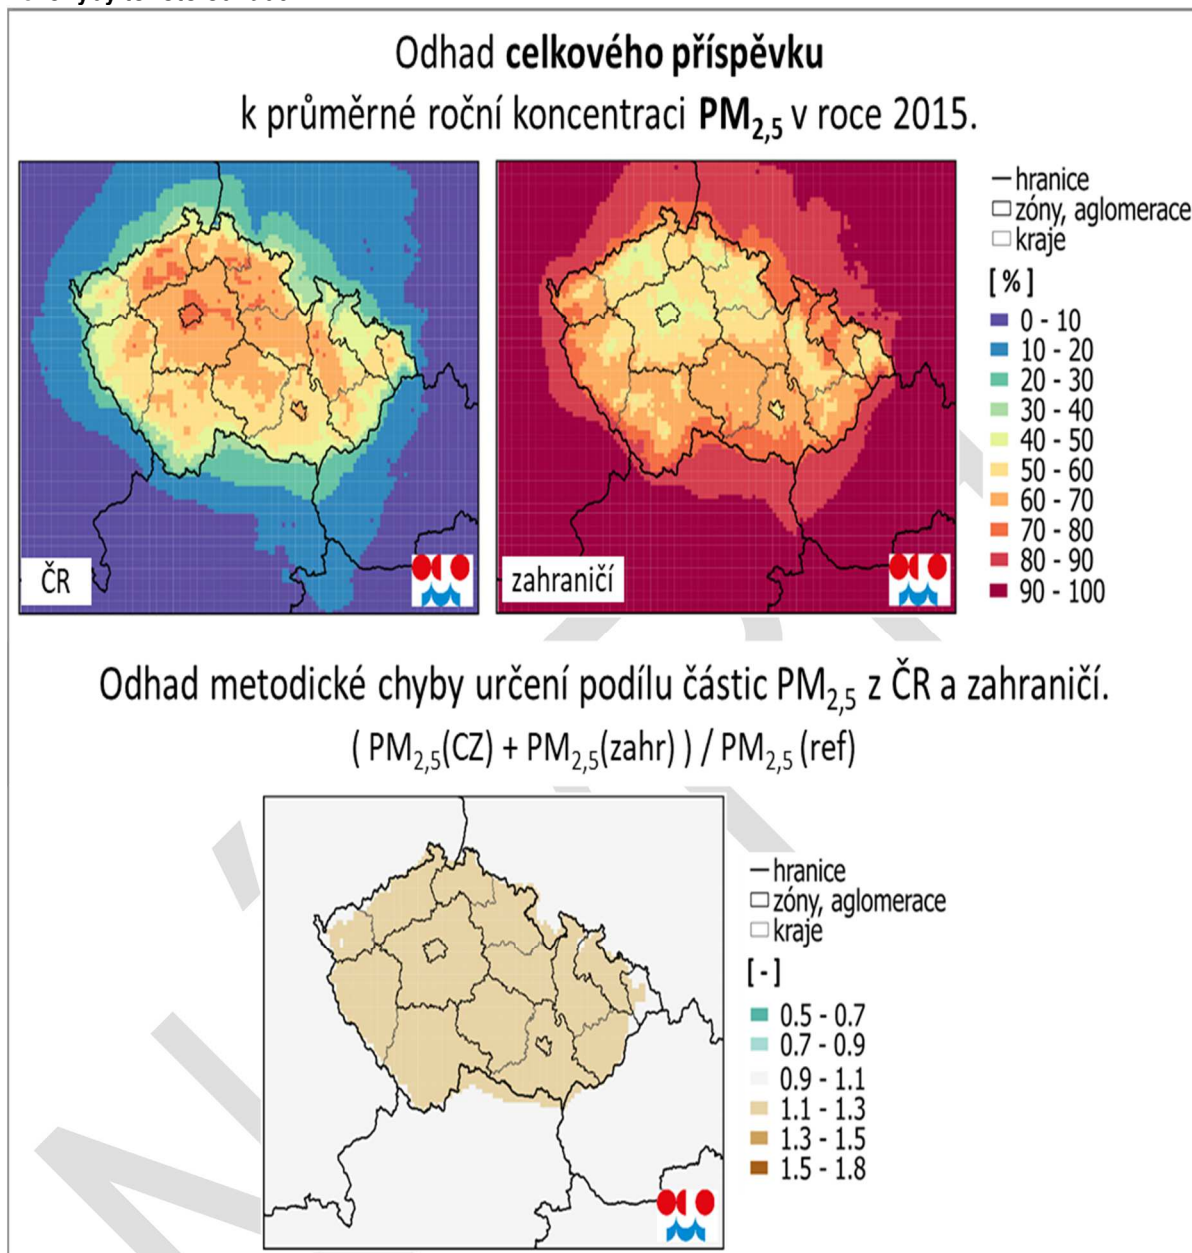 Odhad celkového příspěvku
k průměrné roční koncentraci PM2,5 v roce 2015.
hranice
zóny, aglomerace
kraje
[ % ]
0 - 10
10 - 20
20 - 30
30 - 40
40 - 50
50 - 60
60 - 70
70 - 80
80 - 90
90 - 100
ČR
zahraničí
Odhad metodické chyby určení podílu částic PM2,5 z ČR a zahraničí.
( PM2,5(CZ) + PM2,5(zahr) ) / PM2,5 (ref)
hranice
zóny, aglomerace
kraje
[ - ]
0.5 - 0.7
0.7 - 0.9
0.9 - 1.1
1.1 - 1.3
1.3 - 1.5
1.5 - 1.8